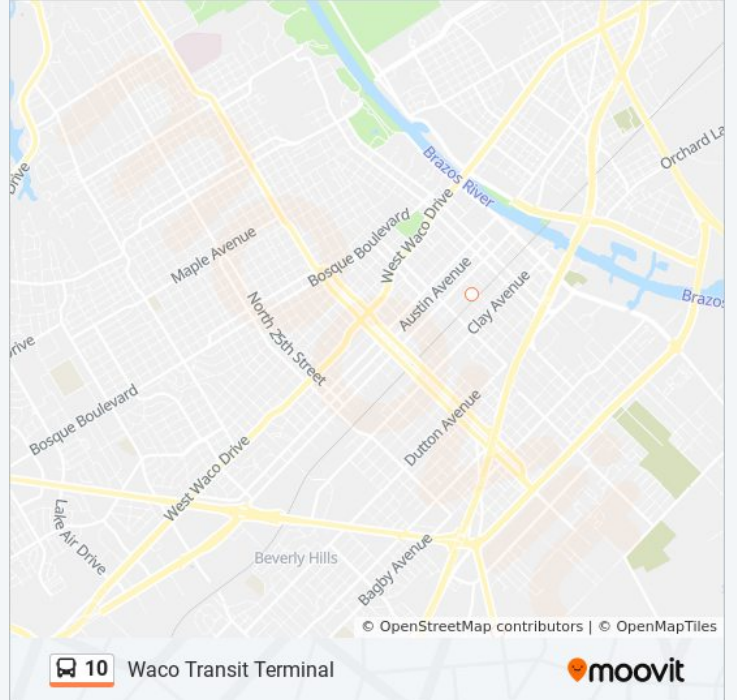 Orchard La
Brazos River
Drive
West Waco Drive
Bosque Boulevard
Maple Avenue
Austin Avenue
Clay Avenue
Brazos
North 25th Street
rive
Bosque Boulevard
Dutton Avenue
West Waco Drive
Lake Air Drive
Beverly Hills
Bagby Avenue
© OpenStreetMap contributors | © OpenMapTiles
10 Waco Transit Terminal
moovit